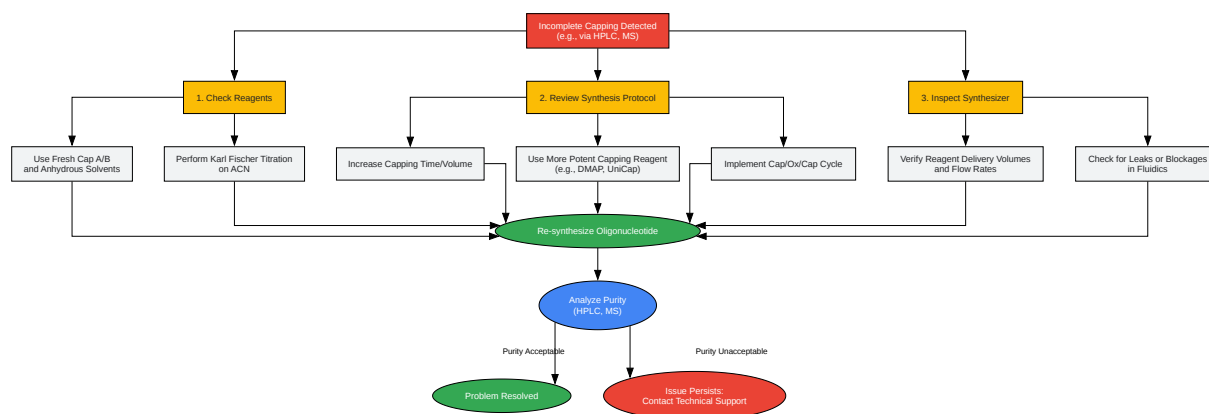 Incomplete Capping Detected
(e.g., via HPLC, MS)
1. Check Reagents
2. Review Synthesis Protocol
3. Inspect Synthesizer
Use Fresh Cap A/B
and Anhydrous Solvents
Perform Karl Fischer Titration
on ACN
Increase Capping Time/Volume
Use More Potent Capping Reagent
(e.g., DMAP, UniCap)
Implement Cap/Ox/Cap Cycle
Verify Reagent Delivery Volumes
and Flow Rates
Check for Leaks or Blockages
in Fluidics
Re-synthesize Oligonucleotide
Analyze Purity
(HPLC, MS)
Purity Acceptable
Purity Unacceptable
Problem Resolved
Issue Persists:
Contact Technical Support